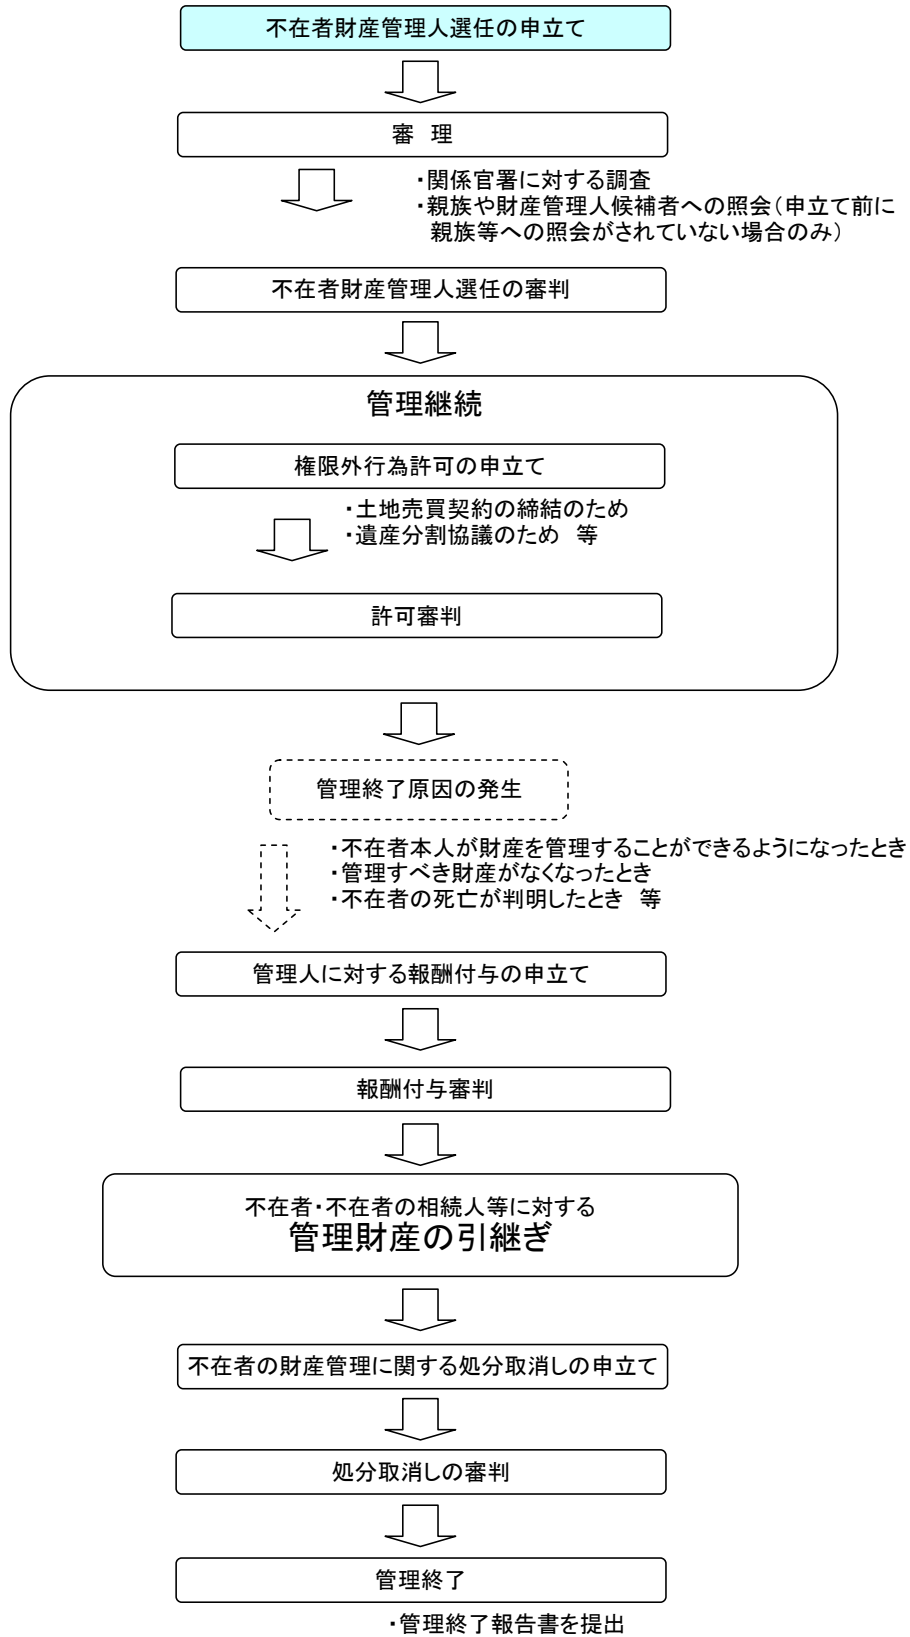 不在者財産管理人選任の申立て
審　理
・関係官署に対する調査
・親族や財産管理人候補者への照会（申立て前に
親族等への照会がされていない場合のみ）
不在者財産管理人選任の審判
管理継続
権限外行為許可の申立て
・土地売買契約の締結のため
・遺産分割協議のため　等
許可審判
管理終了原因の発生
・不在者本人が財産を管理することができるようになったとき
・管理すべき財産がなくなったとき
・不在者の死亡が判明したとき　等
管理人に対する報酬付与の申立て
報酬付与審判
不在者・不在者の相続人等に対する
管理財産の引継ぎ
不在者の財産管理に関する処分取消しの申立て
処分取消しの審判
管理終了
・管理終了報告書を提出